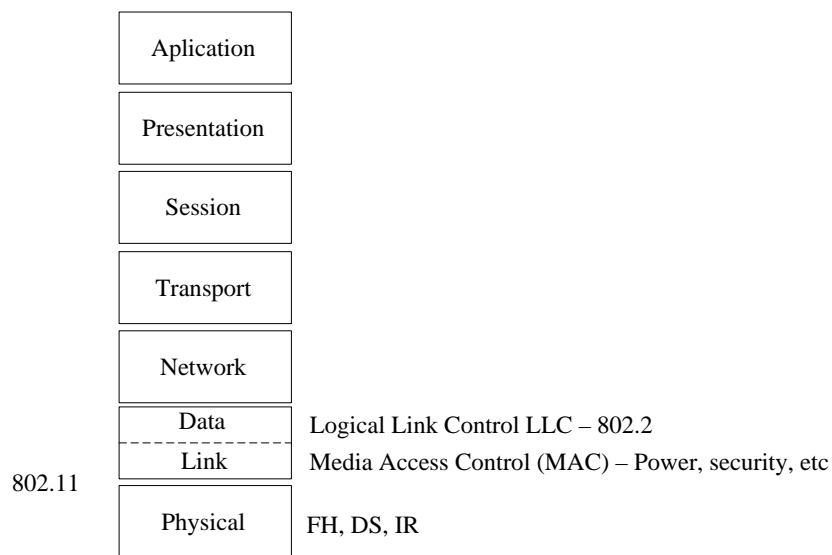 Aplication
Presentation
Session
Transport
Network
Data
Logical Link Control LLC – 802.2
Link
Media Access Control (MAC) – Power, security, etc
802.11
Physical
FH, DS, IR